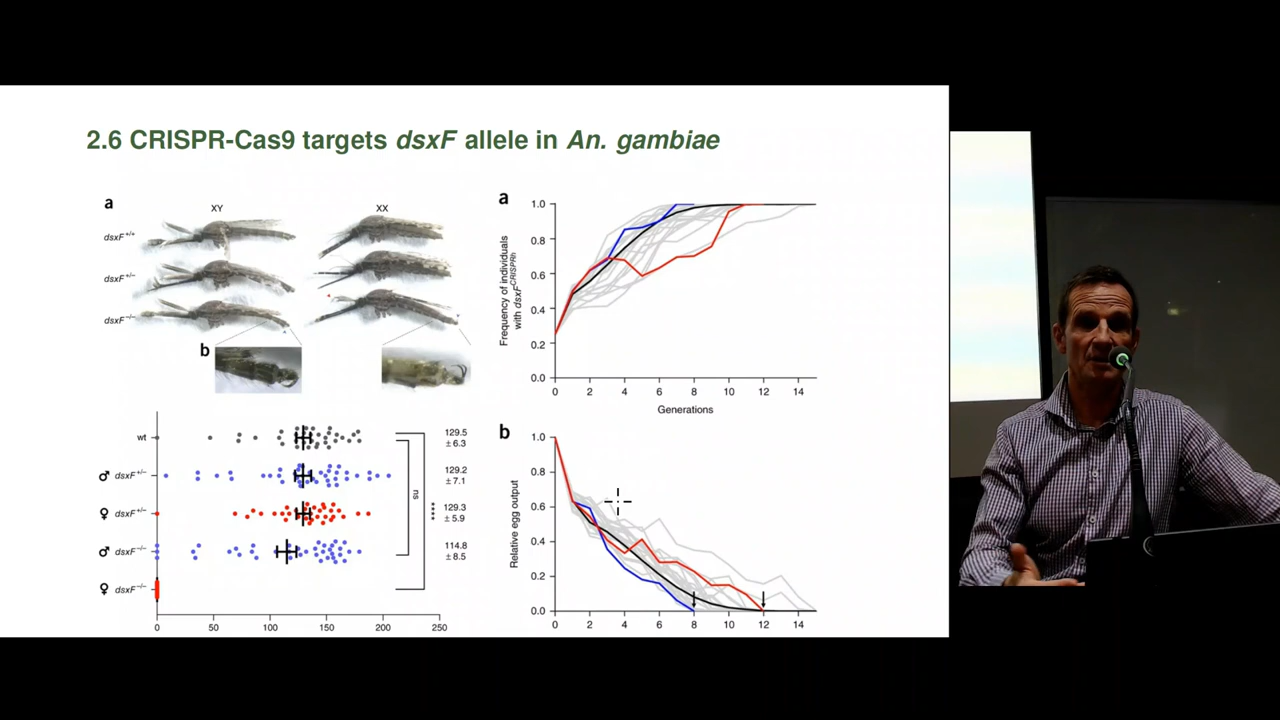 2.6 CRISPR-Cas9 targets dsxF allele in An. gambiae
a
XY
XX
dsxF+/+
dsxF+/−
dsxF−/−
b
wt
♂ dsxF+/−
♀ dsxF+/−
♂ dsxF−/−
♀ dsxF−/−
129.5
±6.3
129.2
±7.1
129.3
±5.9
114.8
±8.5
ns
****
0 50 100 150 200 250
a
Frequency of individuals
with dsxFCRISPRh
1.0
0.8
0.6
0.4
0.2
0.0
0 2 4 6 8 10 12 14
Generations
b
Relative egg output
1.0
0.8
0.6
0.4
0.2
0.0
0 2 4 6 8 10 12 14